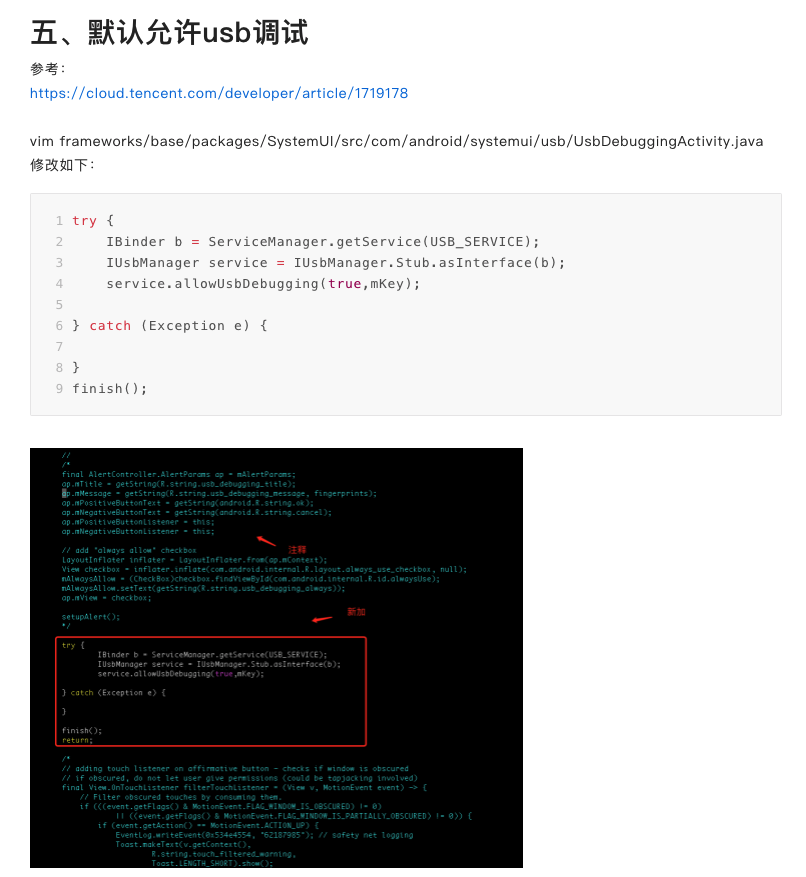 五、默认允许usb调试
参考：
https://cloud.tencent.com/developer/article/1719178
vim frameworks/base/packages/SystemUI/src/com/android/systemui/usb/UsbDebuggingActivity.java
修改如下：
1 try {
2     IBinder b = ServiceManager.getService(USB_SERVICE);
3     IUsbManager service = IUsbManager.Stub.asInterface(b);
4     service.allowUsbDebugging(true,mKey);
5
6 } catch (Exception e) {
7
8 }
9 finish();
//
/*
final AlertController.AlertParams ap = mAlertParams;
ap.mTitle = getString(R.string.usb_debugging_title);
ap.mMessage = getString(R.string.usb_debugging_message, fingerprints);
ap.mPositiveButtonText = getString(android.R.string.ok);
ap.mNegativeButtonText = getString(android.R.string.cancel);
ap.mPositiveButtonListener = this;
ap.mNegativeButtonListener = this;
注释
// add "always allow" checkbox
LayoutInflater inflater = LayoutInflater.from(ap.mContext);
View checkbox = inflater.inflate(com.android.internal.R.layout.always_use_checkbox, null);
mAlwaysAllow = (CheckBox)checkbox.findViewById(com.android.internal.R.id.alwaysUse);
mAlwaysAllow.setText(getString(R.string.usb_debugging_always));
ap.mView = checkbox;
新加
setupAlert();
*/
try {
IBinder b = ServiceManager.getService(USB_SERVICE);
IUsbManager service = IUsbManager.Stub.asInterface(b);
service.allowUsbDebugging(true,mKey);
} catch (Exception e) {
}
finish();
return;
/*
// adding touch listener on affirmative button - checks if window is obscured
// if obscured, do not let user give permissions (could be tapjacking involved)
final View.OnTouchListener filterTouchListener = (View v, MotionEvent event) -> {
// Filter obscured touches by consuming them.
if (((event.getFlags() & MotionEvent.FLAG_WINDOW_IS_OBSCURED) != 0)
|| ((event.getFlags() & MotionEvent.FLAG_WINDOW_IS_PARTIALLY_OBSCURED) != 0)) {
if (event.getAction() == MotionEvent.ACTION_UP) {
EventLog.writeEvent(0x534e4554, "62187985"); // safety net logging
Toast.makeText(v.getContext(),
R.string.touch_filtered_warning,
Toast.LENGTH_SHORT).show();